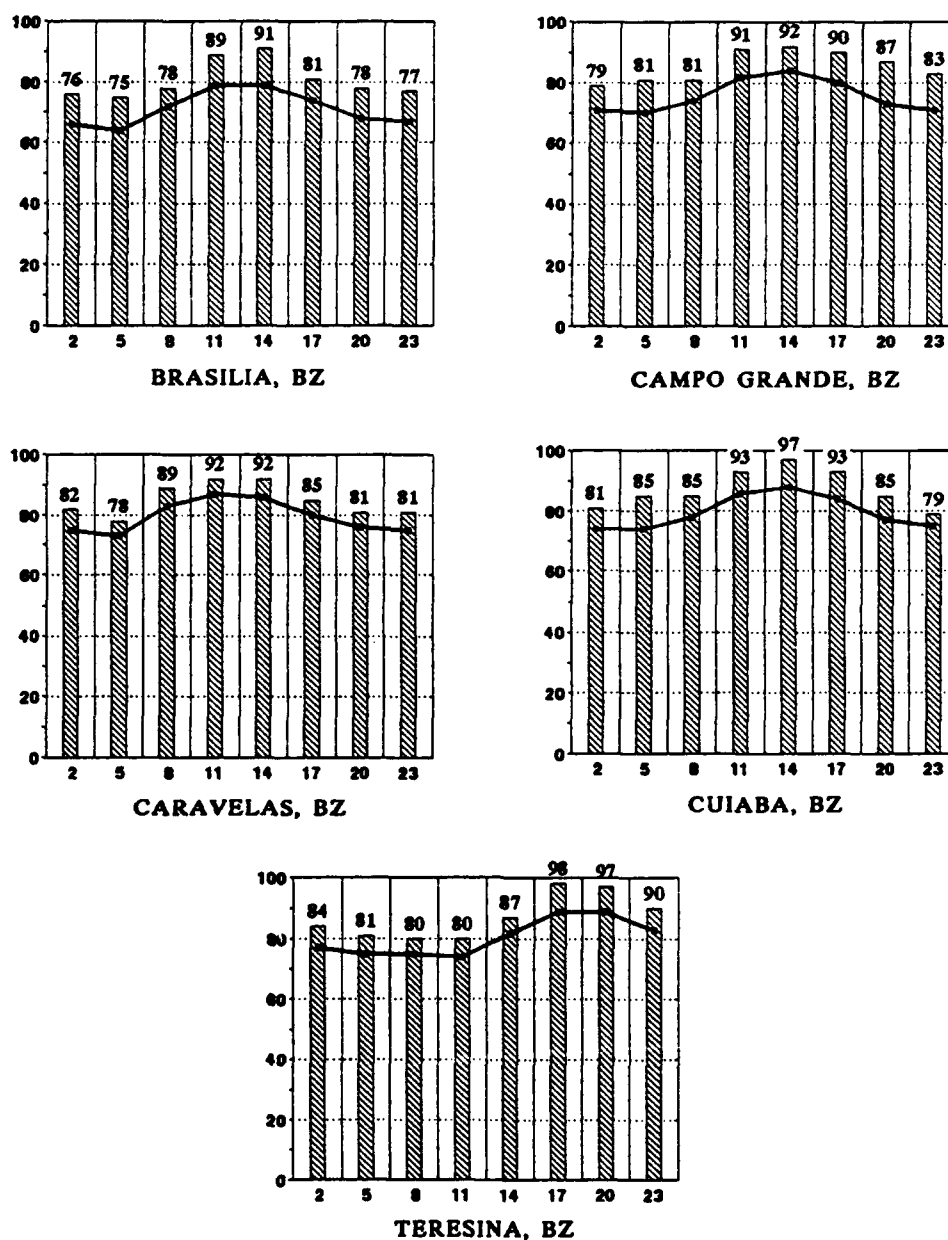 76 75 78 89 91 81 78 77
100
80
60
40
20
0
2 5 8 11 14 17 20 23
BRASILIA, BZ
79 81 81 91 92 90 87 83
100
80
60
40
20
0
2 5 8 11 14 17 20 23
CAMPO GRANDE, BZ
82 78 89 92 92 85 81 81
100
80
60
40
20
0
2 5 8 11 14 17 20 23
CARAVELAS, BZ
81 85 85 93 97 93 85 79
100
80
60
40
20
0
2 5 8 11 14 17 20 23
CUIABA, BZ
84 81 80 80 87 98 97 90
100
80
60
40
20
0
2 5 8 11 14 17 20 23
TERESINA, BZ